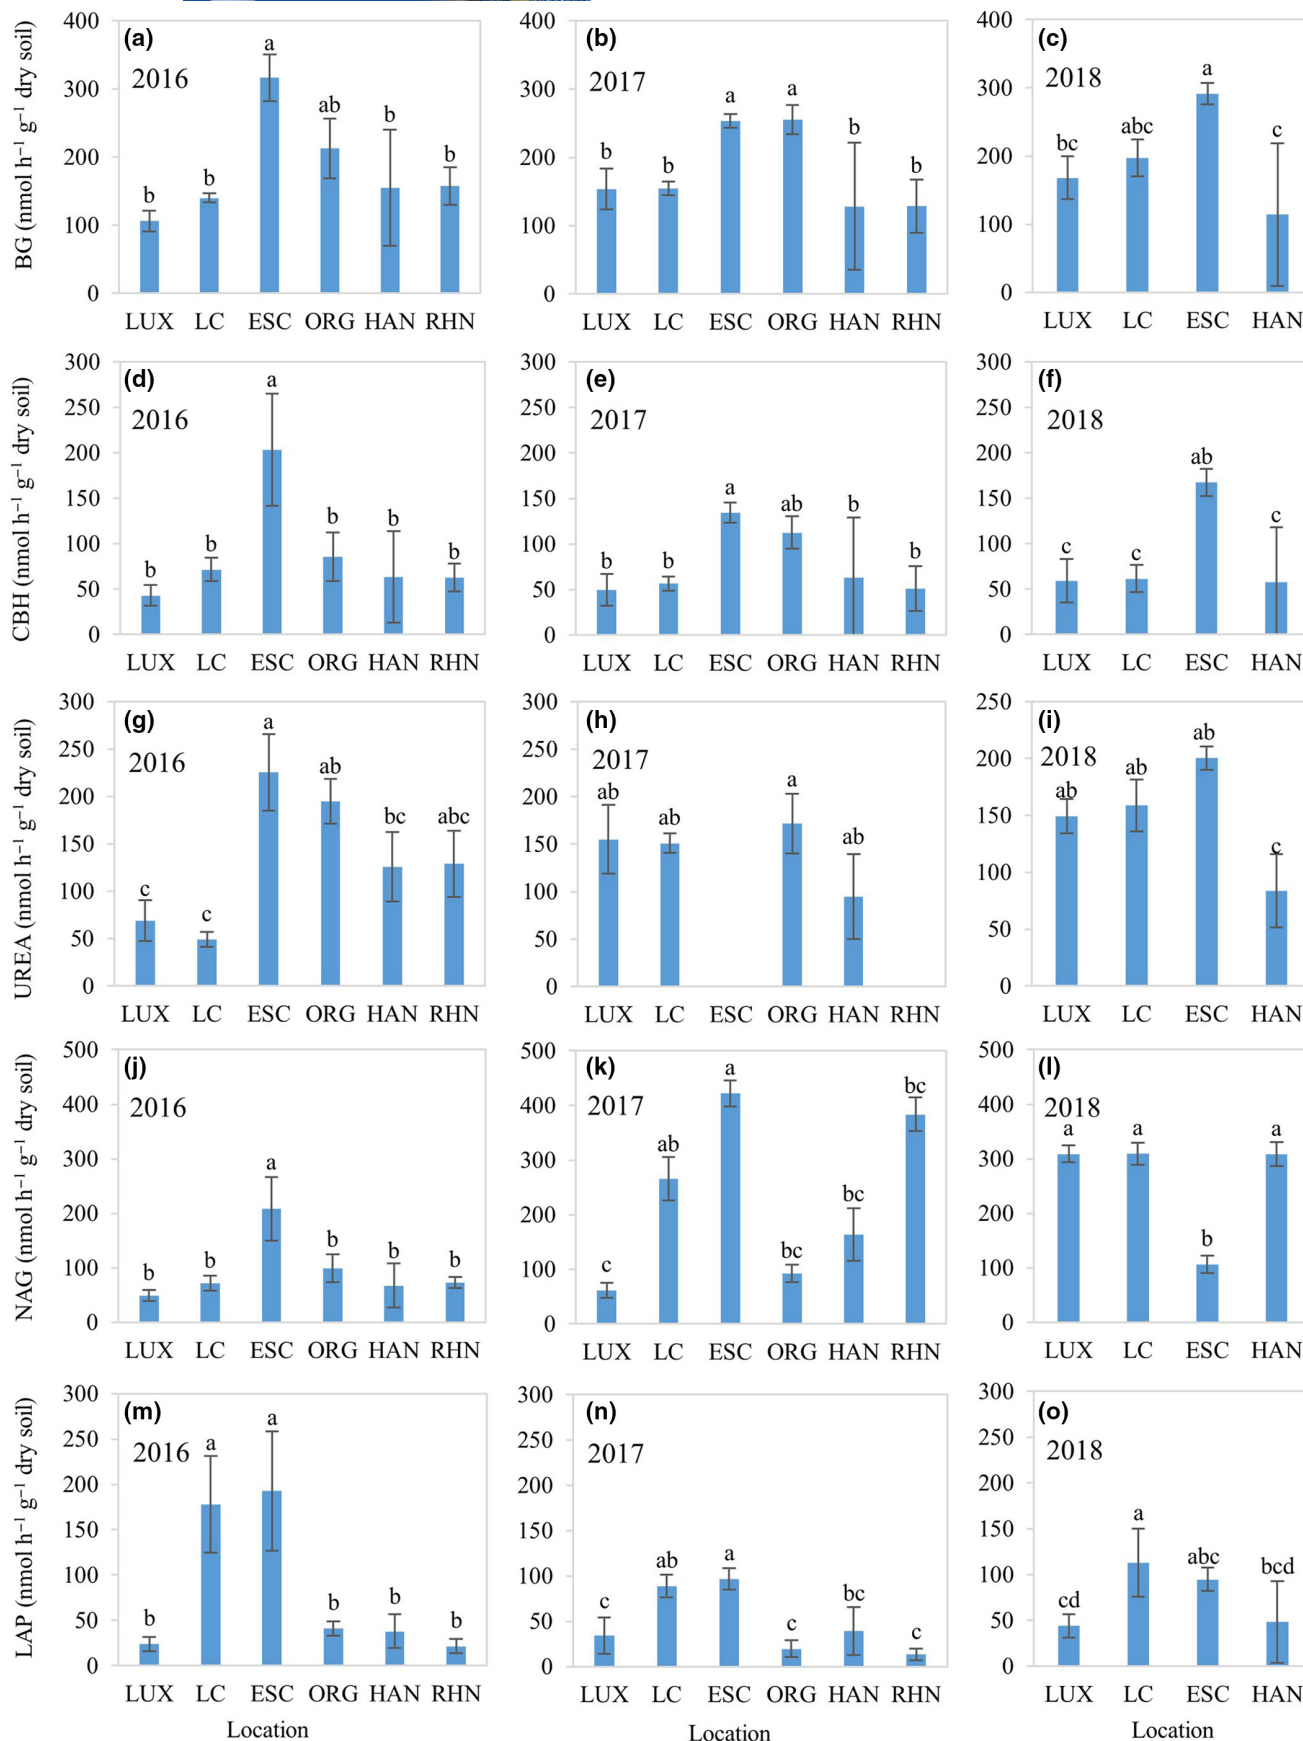 (a) (b) (c)
2016 2017 2018
BG (nmol h⁻¹ g⁻¹ dry soil)
400 300 200 100 0
b b a ab b b
LUX LC ESC ORG HAN RHN
400 300 200 100 0
b b a a b b
LUX LC ESC ORG HAN RHN
400 300 200 100 0
bc abc a c
LUX LC ESC HAN
(d) (e) (f)
2016 2017 2018
CBH (nmol h⁻¹ g⁻¹ dry soil)
300 250 200 150 100 50 0
b b a b b b
LUX LC ESC ORG HAN RHN
300 250 200 150 100 50 0
b b a ab b b
LUX LC ESC ORG HAN RHN
300 250 200 150 100 50 0
c c ab c
LUX LC ESC HAN
(g) (h) (i)
2016 2017 2018
UREA (nmol h⁻¹ g⁻¹ dry soil)
300 250 200 150 100 50 0
c c a ab bc abc
LUX LC ESC ORG HAN RHN
300 250 200 150 100 50 0
ab ab a ab
LUX LC ESC ORG HAN RHN
250 200 150 100 50 0
ab ab ab c
LUX LC ESC HAN
(j) (k) (l)
2016 2017 2018
NAG (nmol h⁻¹ g⁻¹ dry soil)
500 400 300 200 100 0
b b a b b b
LUX LC ESC ORG HAN RHN
500 400 300 200 100 0
c ab a bc bc bc
LUX LC ESC ORG HAN RHN
500 400 300 200 100 0
a a b a
LUX LC ESC HAN
(m) (n) (o)
2016 2017 2018
LAP (nmol h⁻¹ g⁻¹ dry soil)
300 250 200 150 100 50 0
b a a b b b
LUX LC ESC ORG HAN RHN
Location
300 250 200 150 100 50 0
c ab a c bc c
LUX LC ESC ORG HAN RHN
Location
300 250 200 150 100 50 0
cd a abc bcd
LUX LC ESC HAN
Location